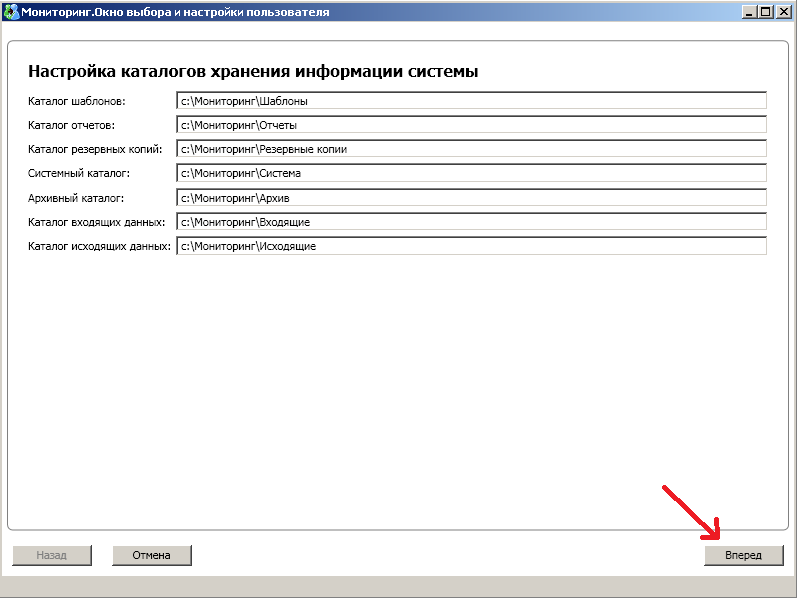 Мониторинг.Окно выбора и настройки пользователя
Настройка каталогов хранения информации системы
Каталог шаблонов: c:\Мониторинг\Шаблоны
Каталог отчетов: c:\Мониторинг\Отчеты
Каталог резервных копий: c:\Мониторинг\Резервные копии
Системный каталог: c:\Мониторинг\Система
Архивный каталог: c:\Мониторинг\Архив
Каталог входящих данных: c:\Мониторинг\Входящие
Каталог исходящих данных: c:\Мониторинг\Исходящие
Назад Отмена Вперед